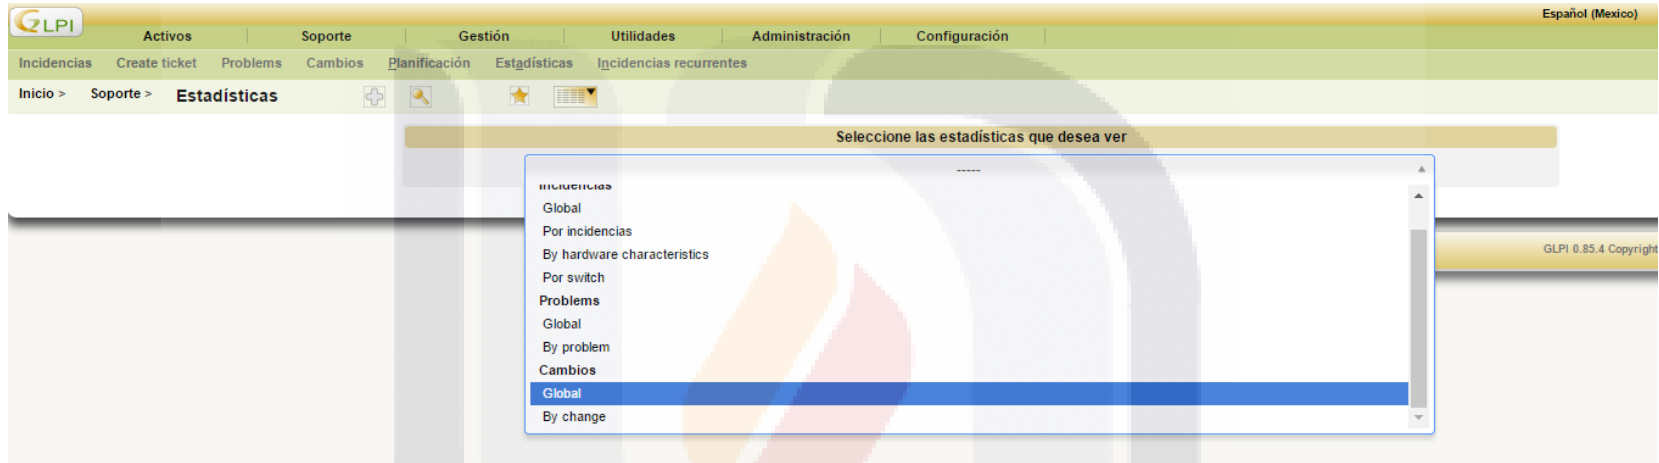 GLPI
Español (Mexico)
Activos Soporte Gestión Utilidades Administración Configuración
Incidencias Create ticket Problems Cambios Planificación Estadísticas Incidencias recurrentes
Inicio > Soporte > Estadísticas
Seleccione las estadísticas que desea ver
-----
Incidencias
Global
Por incidencias
By hardware characteristics
Por switch
Problems
Global
By problem
Cambios
Global
By change
GLPI 0.85.4 Copyright